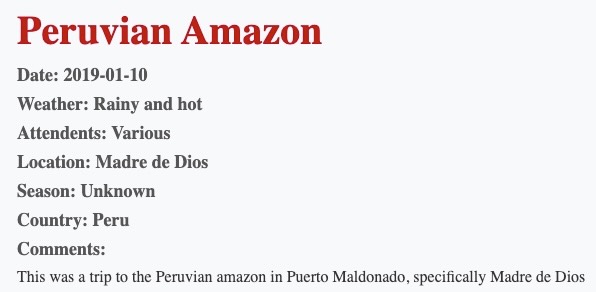 Peruvian Amazon
Date: 2019-01-10
Weather: Rainy and hot
Attendents: Various
Location: Madre de Dios
Season: Unknown
Country: Peru
Comments:
This was a trip to the Peruvian amazon in Puerto Maldonado, specifically Madre de Dios